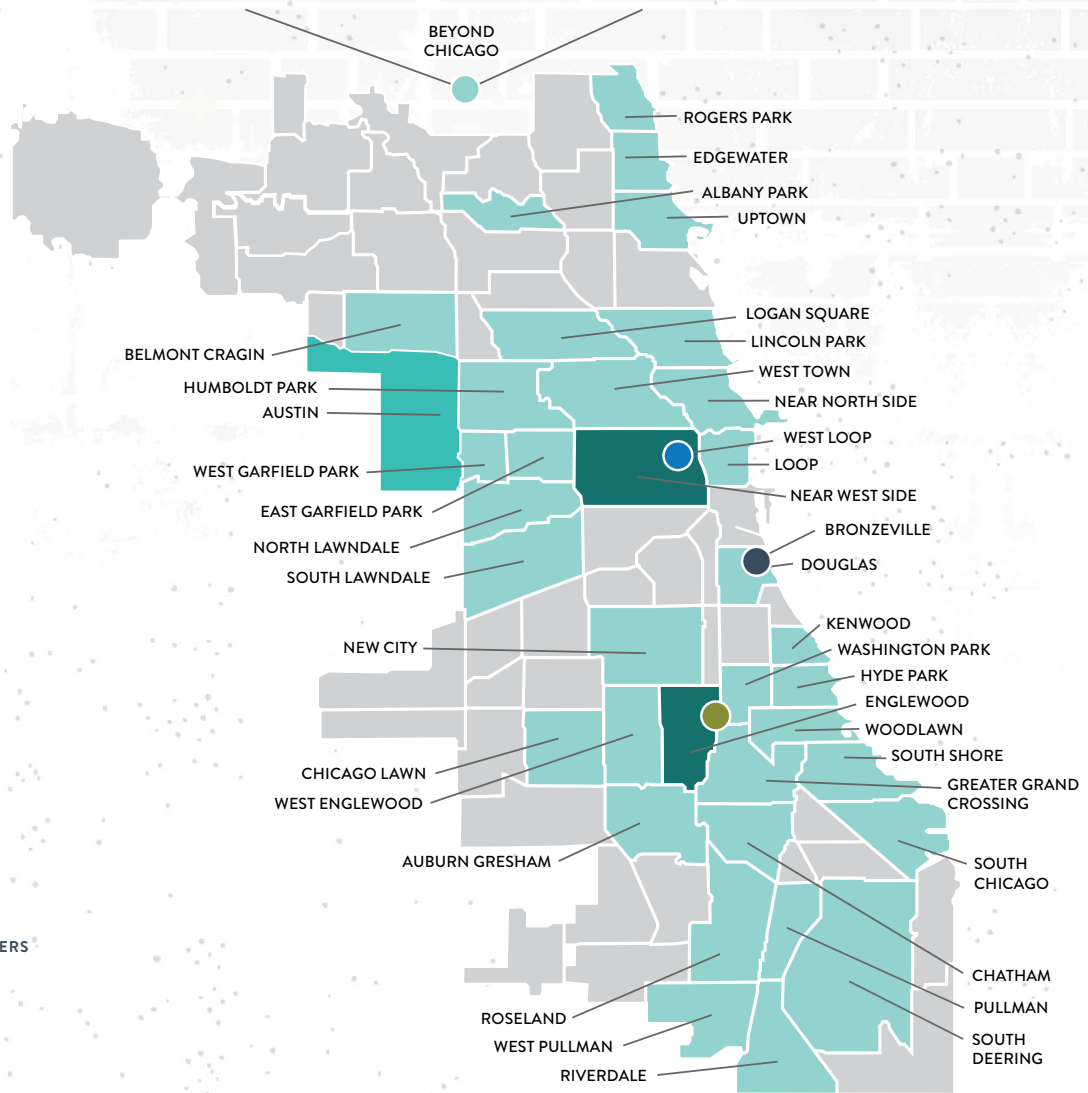 BEYOND
CHICAGO
ROGERS PARK
EDGEWATER
ALBANY PARK
UPTOWN
LOGAN SQUARE
LINCOLN PARK
BELMONT CRAGIN
WEST TOWN
HUMBOLDT PARK
NEAR NORTH SIDE
AUSTIN
WEST LOOP
LOOP
WEST GARFIELD PARK
NEAR WEST SIDE
EAST GARFIELD PARK
BRONZEVILLE
NORTH LAWNDALE
DOUGLAS
SOUTH LAWNDALE
KENWOOD
NEW CITY
WASHINGTON PARK
HYDE PARK
ENGLEWOOD
WOODLAWN
SOUTH SHORE
CHICAGO LAWN
GREATER GRAND
CROSSING
WEST ENGLEWOOD
AUBURN GRESHAM
SOUTH
CHICAGO
ERS
CHATHAM
PULLMAN
ROSELAND
SOUTH
DEERING
WEST PULLMAN
RIVERDALE